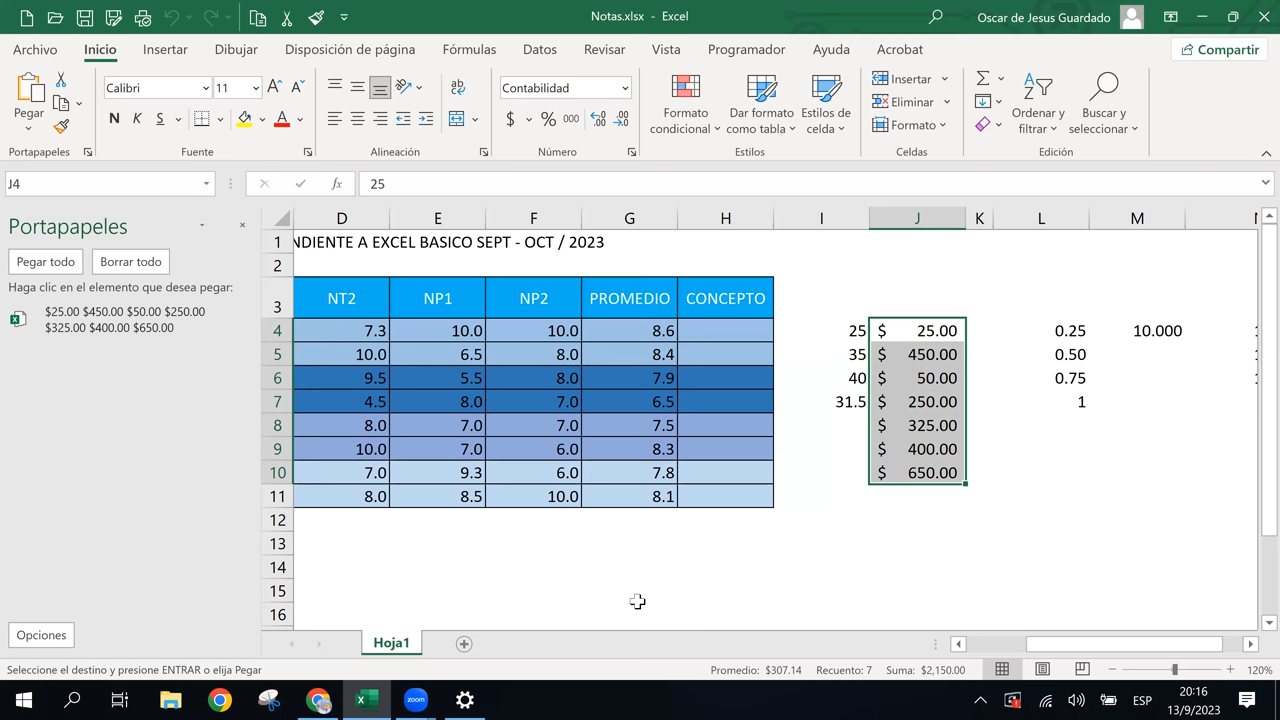 Notas.xlsx - Excel
Oscar de Jesus Guardado
Archivo Inicio Insertar Dibujar Disposición de página Fórmulas Datos Revisar Vista Programador Ayuda Acrobat Compartir
Pegar
Calibri 11
N K S
ab
Contabilidad
$ % 000
Formato condicional
Dar formato como tabla
Estilos de celda
Insertar
Eliminar
Formato
Ordenar y filtrar
Buscar y seleccionar
Portapapeles Fuente Alineación Número Estilos Celdas Edición
J4 fx 25
Portapapeles
Pegar todo Borrar todo
Haga clic en el elemento que desea pegar:
$25.00 $450.00 $50.00 $250.00
$325.00 $400.00 $650.00
Opciones
D E F G H I J K L M
1 NDIENTE A EXCEL BASICO SEPT - OCT / 2023
2
3 NT2 NP1 NP2 PROMEDIO CONCEPTO
4 7.3 10.0 10.0 8.6 25 $ 25.00 0.25 10.000
5 10.0 6.5 8.0 8.4 35 $ 450.00 0.50
6 9.5 5.5 8.0 7.9 40 $ 50.00 0.75
7 4.5 8.0 7.0 6.5 31.5 $ 250.00 1
8 8.0 7.0 7.0 7.5 $ 325.00
9 10.0 7.0 6.0 8.3 $ 400.00
10 7.0 9.3 6.0 7.8 $ 650.00
11 8.0 8.5 10.0 8.1
12
13
14
15
16
Hoja1
Seleccione el destino y presione ENTRAR o elija Pegar
Promedio: $307.14 Recuento: 7 Suma: $2,150.00
120%
zoom
ESP
20:16
13/9/2023